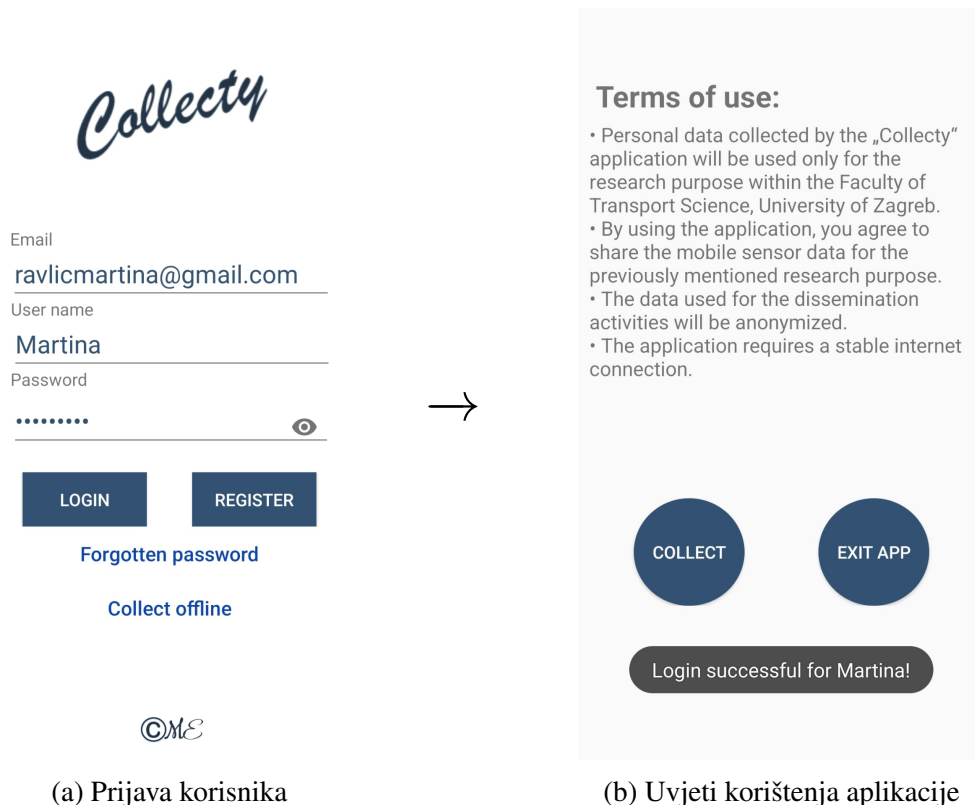 Collecty
Email
ravlicmartina@gmail.com
User name
Martina
Password
•••••••••
LOGIN
REGISTER
Forgotten password
Collect offline
©ME
(a) Prijava korisnika
→
Terms of use:
• Personal data collected by the „Collecty“
application will be used only for the
research purpose within the Faculty of
Transport Science, University of Zagreb.
• By using the application, you agree to
share the mobile sensor data for the
previously mentioned research purpose.
• The data used for the dissemination
activities will be anonymized.
• The application requires a stable internet
connection.
COLLECT
EXIT APP
Login successful for Martina!
(b) Uvjeti korištenja aplikacije